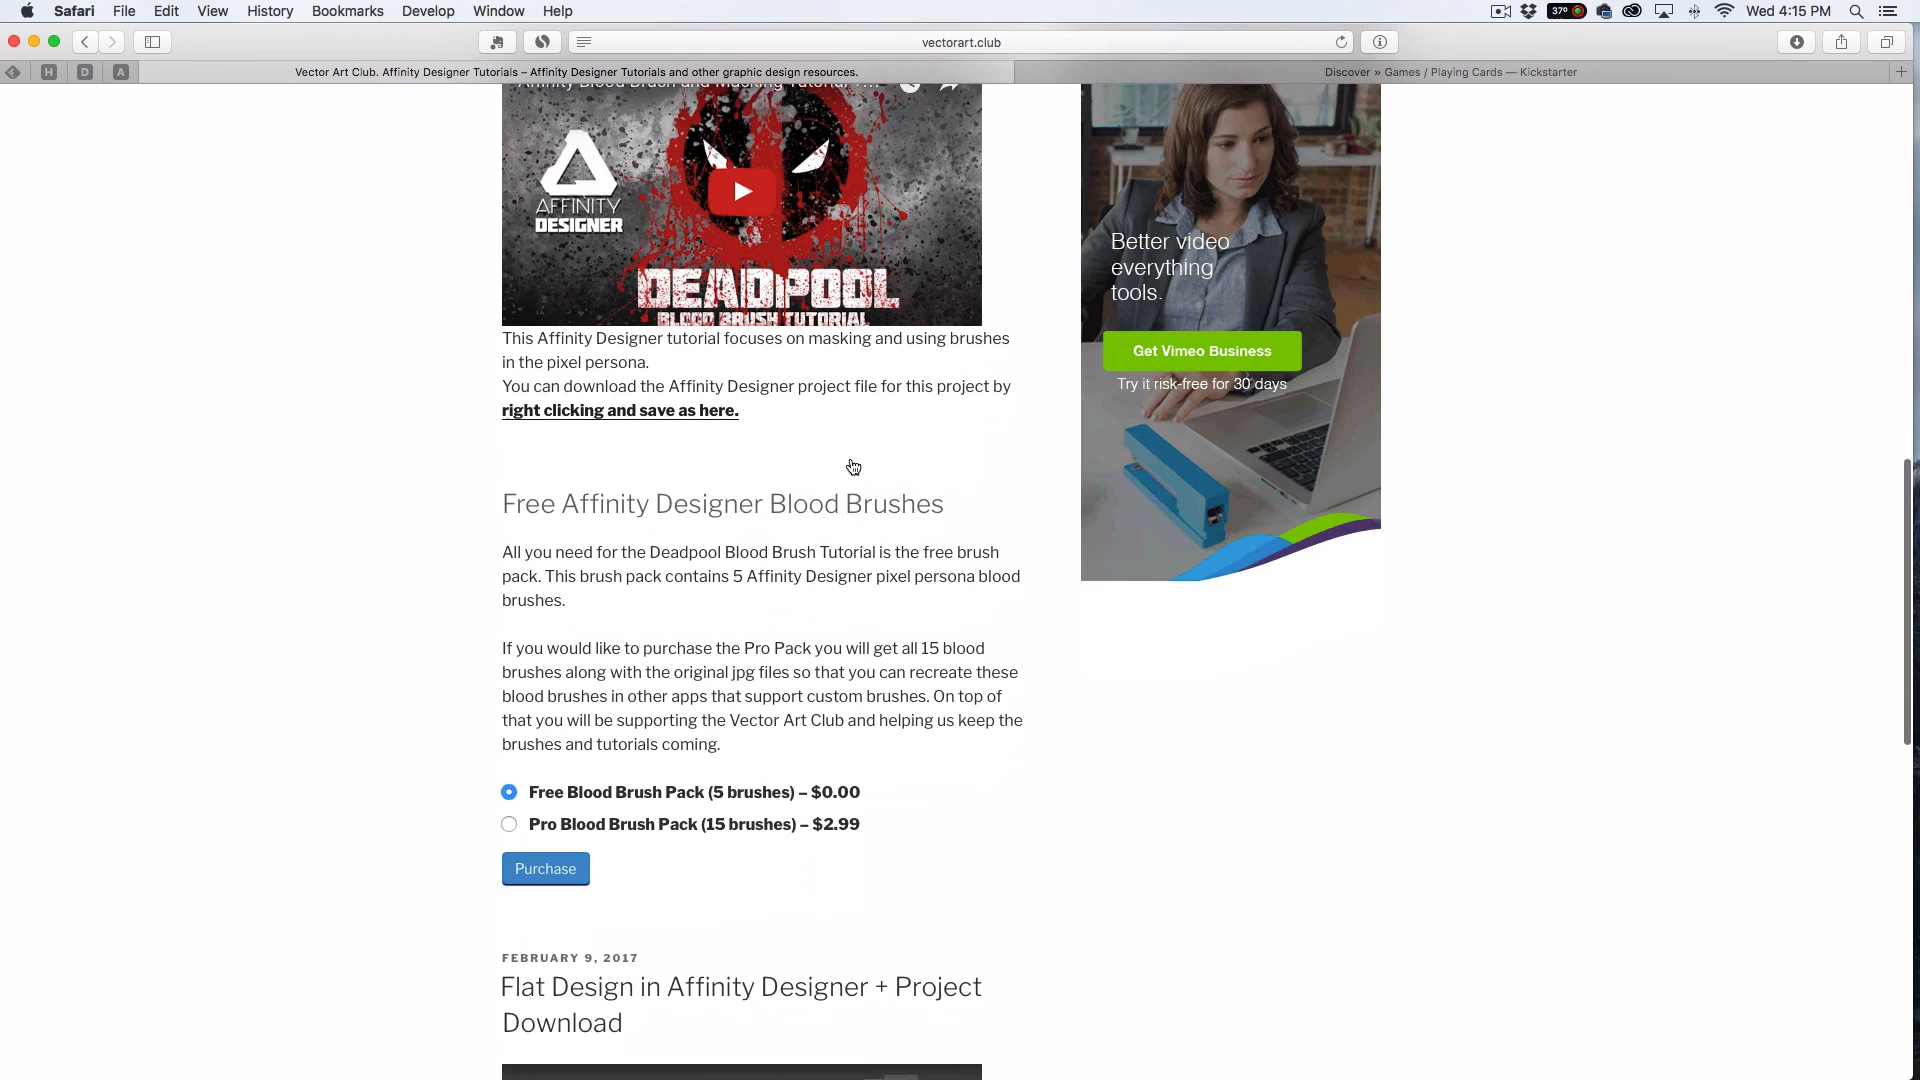 Safari File Edit View History Bookmarks Develop Window Help 37° Wed 4:15 PM
vectorart.club
H D A Vector Art Club. Affinity Designer Tutorials – Affinity Designer Tutorials and other graphic design resources. Discover » Games / Playing Cards — Kickstarter
Affinity Blood Brush and Masking Tutorial
AFFINITY
DESIGNER
DEADPOOL
BLOOD BRUSH TUTORIAL
This Affinity Designer tutorial focuses on masking and using brushes
in the pixel persona.
You can download the Affinity Designer project file for this project by
right clicking and save as here.
Free Affinity Designer Blood Brushes
All you need for the Deadpool Blood Brush Tutorial is the free brush
pack. This brush pack contains 5 Affinity Designer pixel persona blood
brushes.
If you would like to purchase the Pro Pack you will get all 15 blood
brushes along with the original jpg files so that you can recreate these
blood brushes in other apps that support custom brushes. On top of
that you will be supporting the Vector Art Club and helping us keep the
brushes and tutorials coming.
Free Blood Brush Pack (5 brushes) – $0.00
Pro Blood Brush Pack (15 brushes) – $2.99
Purchase
FEBRUARY 9, 2017
Flat Design in Affinity Designer + Project
Download
Better video
everything
tools.
Get Vimeo Business
Try it risk-free for 30 days